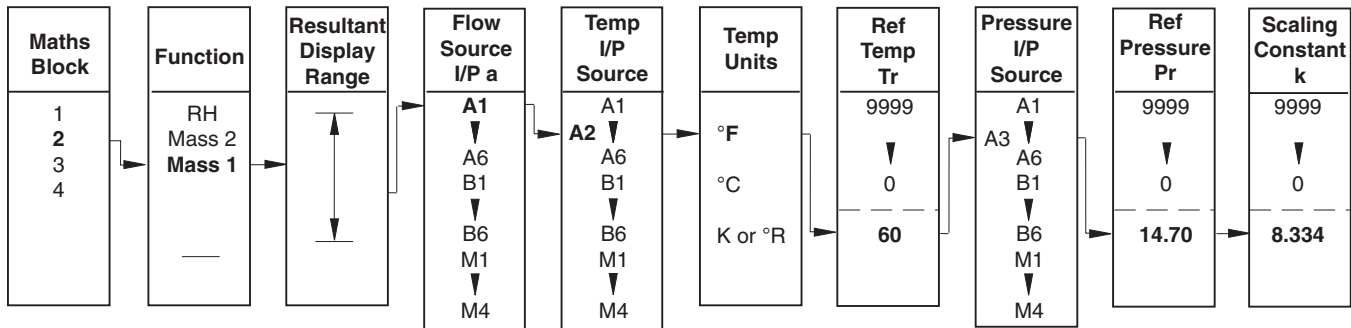 Maths
Block
1
2
3
4
Function
RH
Mass 2
Mass 1
Resultant
Display
Range
Flow
Source
I/P a
A1
A6
B1
B6
M1
M4
Temp
I/P
Source
A1
A2
A6
B1
B6
M1
M4
Temp
Units
°F
°C
K or °R
Ref
Temp
Tr
9999
0
60
Pressure
I/P
Source
A1
A3
A6
B1
B6
M1
M4
Ref
Pressure
Pr
9999
0
14.70
Scaling
Constant
k
9999
0
8.334